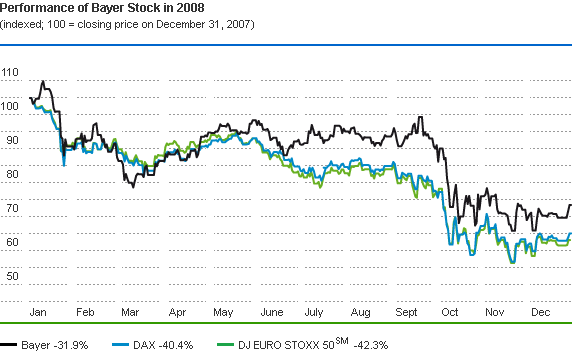 Performance of Bayer Stock in 2008
(indexed; 100 = closing price on December 31, 2007)
110
100
90
80
70
60
50
Jan Feb Mar Apr May June July Aug Sept Oct Nov Dec
Bayer -31.9% DAX -40.4% DJ EURO STOXX 50SM -42.3%